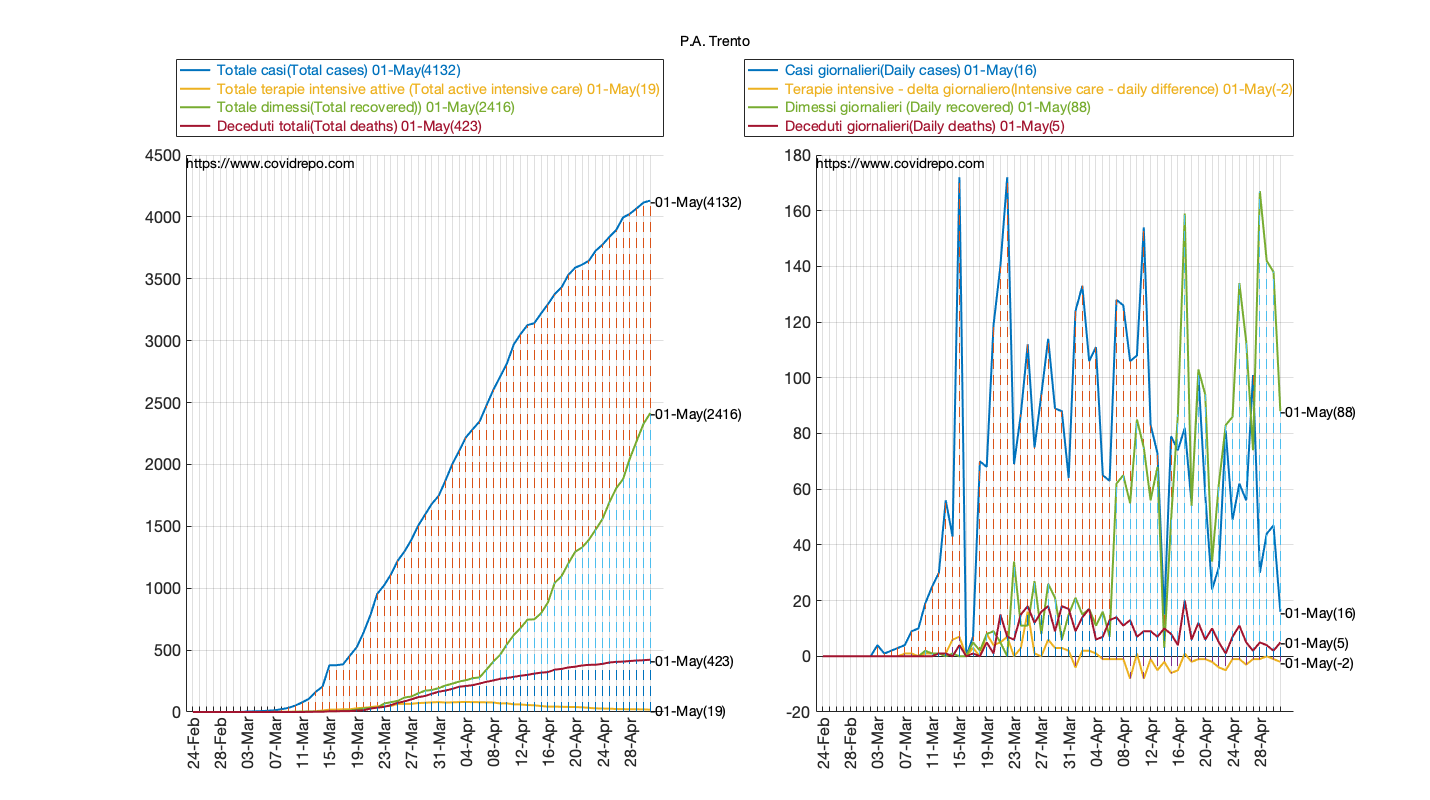 P.A. Trento
Totale casi(Total cases) 01-May(4132)
Totale terapie intensive attive (Total active intensive care) 01-May(19)
Totale dimessi(Total recovered)) 01-May(2416)
Deceduti totali(Total deaths) 01-May(423)
https://www.covidrepo.com
4500
4000
3500
3000
2500
2000
1500
1000
500
0
01-May(4132)
01-May(2416)
01-May(423)
01-May(19)
24-Feb
28-Feb
03-Mar
07-Mar
11-Mar
15-Mar
19-Mar
23-Mar
27-Mar
31-Mar
04-Apr
08-Apr
12-Apr
16-Apr
20-Apr
24-Apr
28-Apr
Casi giornalieri(Daily cases) 01-May(16)
Terapie intensive - delta giornaliero(Intensive care - daily difference) 01-May(-2)
Dimessi giornalieri (Daily recovered) 01-May(88)
Deceduti giornalieri(Daily deaths) 01-May(5)
https://www.covidrepo.com
180
160
140
120
100
80
60
40
20
0
-20
01-May(88)
01-May(16)
01-May(5)
01-May(-2)
24-Feb
28-Feb
03-Mar
07-Mar
11-Mar
15-Mar
19-Mar
23-Mar
27-Mar
31-Mar
04-Apr
08-Apr
12-Apr
16-Apr
20-Apr
24-Apr
28-Apr